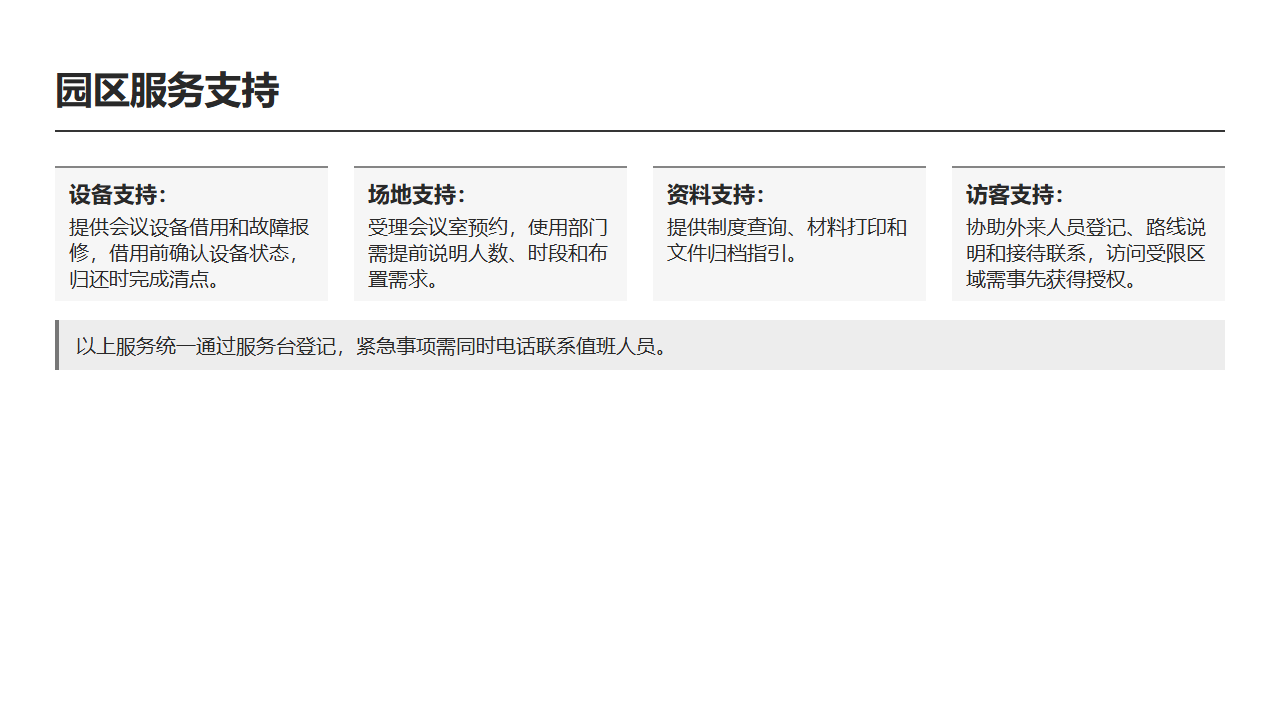 园区服务支持
设备支持：
提供会议设备借用和故障报
修，借用前确认设备状态，
归还时完成清点。
场地支持：
受理会议室预约，使用部门
需提前说明人数、时段和布
置需求。
资料支持：
提供制度查询、材料打印和
文件归档指引。
访客支持：
协助外来人员登记、路线说
明和接待联系，访问受限区
域需事先获得授权。
以上服务统一通过服务台登记，紧急事项需同时电话联系值班人员。